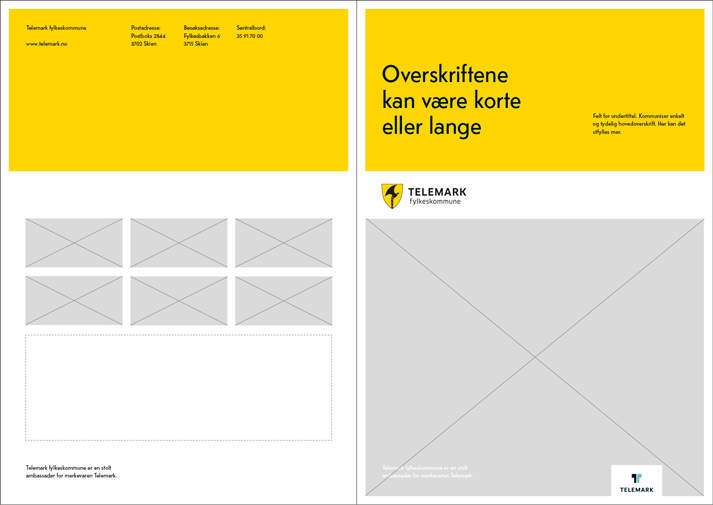 Telemark fylkeskommune
www.telemark.no
Postadresse:
Postboks 2844
3702 Skien
Besøksadresse:
Fylkesbakken 6
3715 Skien
Sentralbord:
35 91 70 00
Telemark fylkeskommune er en stolt
ambassadør for merkevaren Telemark.
Overskriftene
kan være korte
eller lange
Felt for undertittel. Kommuniser enkelt
og tydelig hovedoverskrift. Her kan det
utfylles mer.
TELEMARK
fylkeskommune
Telemark fylkeskommune er en stolt
ambassadør for merkevaren Telemark.
TELEMARK